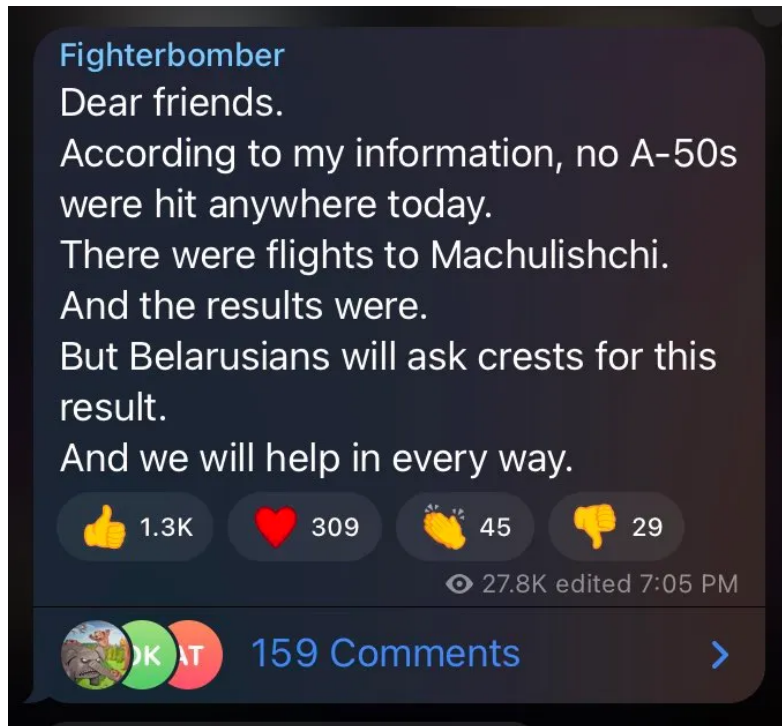 Fighterbomber
Dear friends.
According to my information, no A-50s
were hit anywhere today.
There were flights to Machulishchi.
And the results were.
But Belarusians will ask crests for this
result.
And we will help in every way.
👍 1.3K ❤️ 309 👏 45 👎 29
27.8K edited 7:05 PM
OK AT 159 Comments